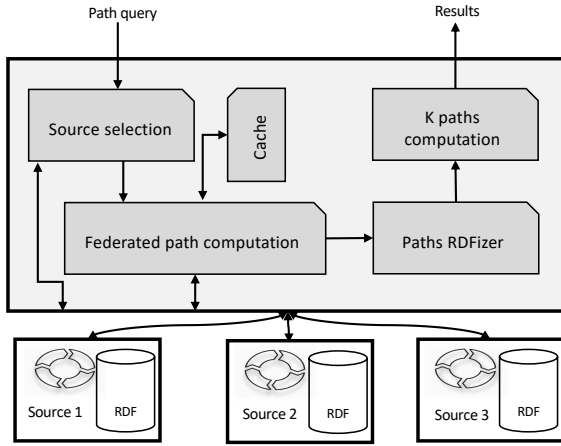 Path query
Results
Source selection
Cache
K paths
computation
Federated path computation
Paths RDFizer
Source 1
RDF
Source 2
RDF
Source 3
RDF